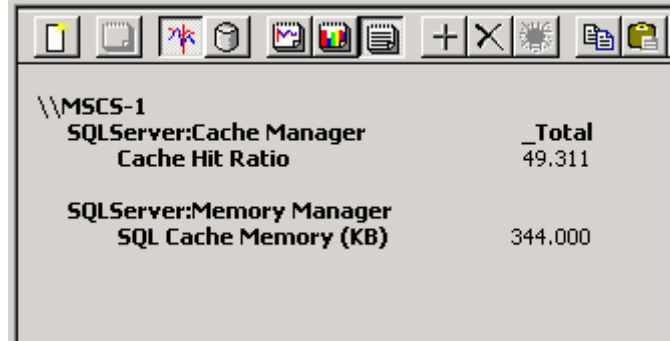 \\MSCS-1
SQLServer:Cache Manager _Total
Cache Hit Ratio 49.311
SQLServer:Memory Manager
SQL Cache Memory (KB) 344.000